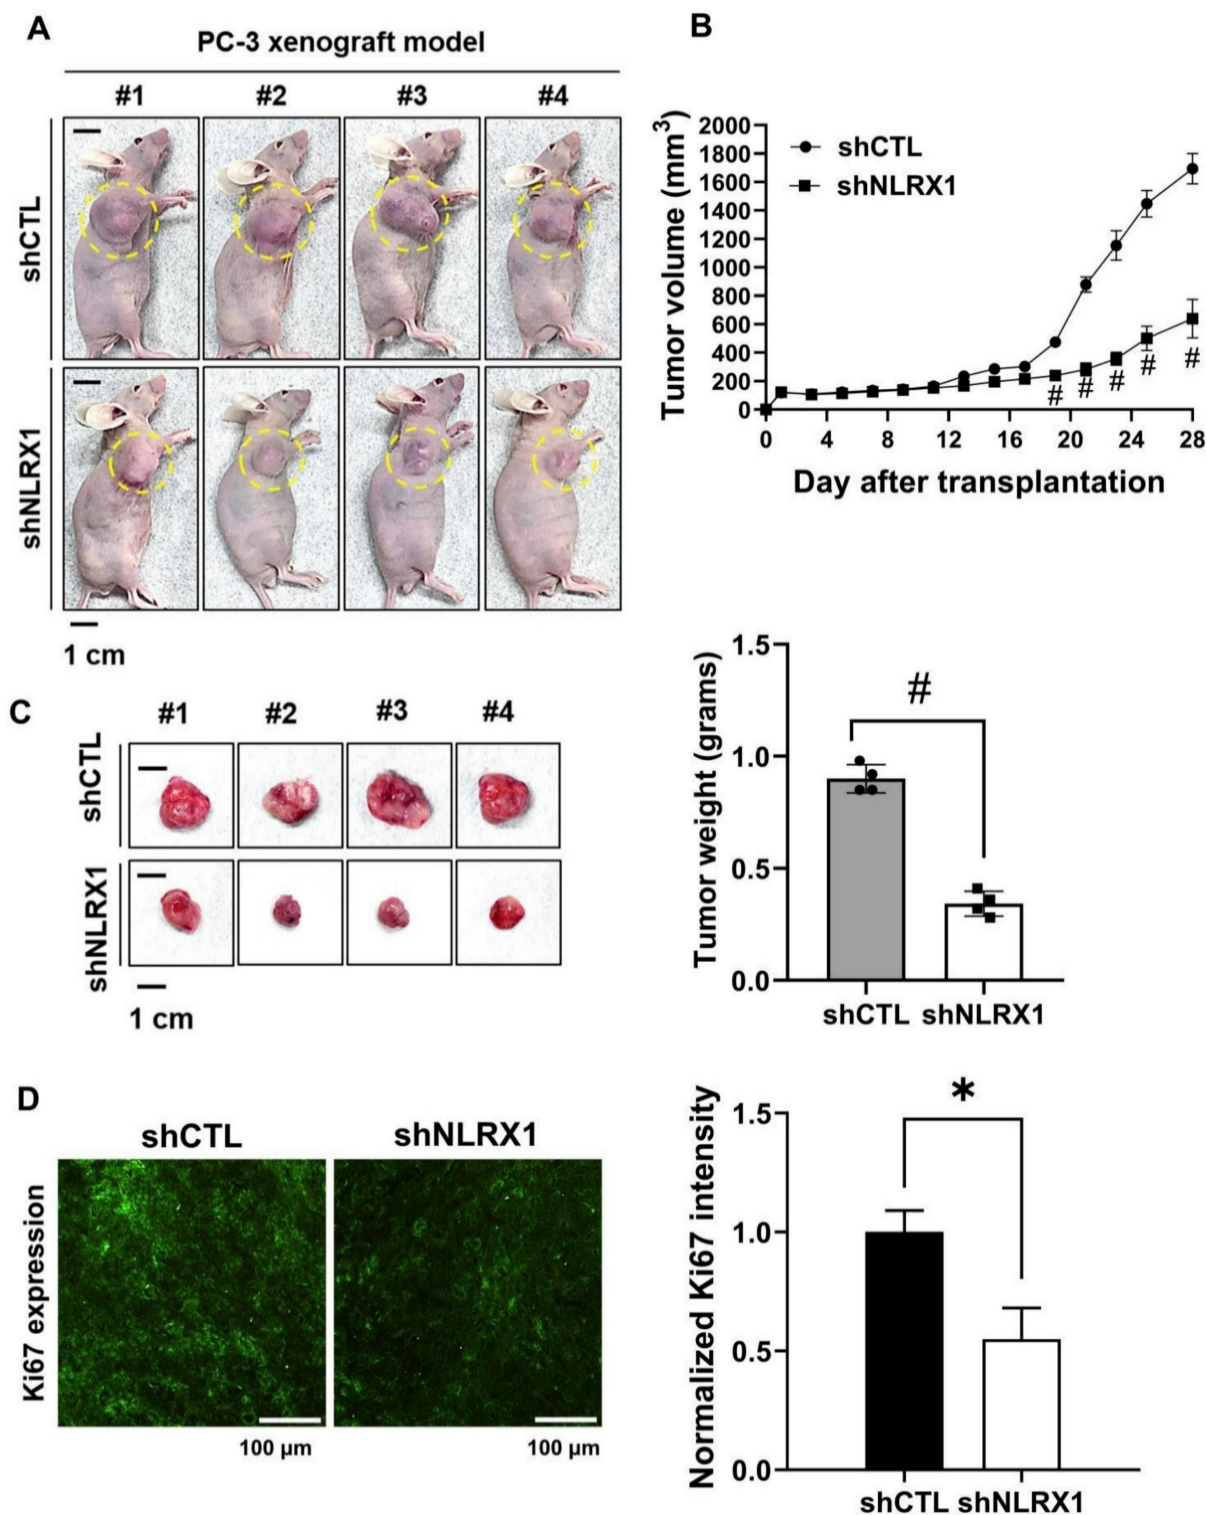 A
PC-3 xenograft model
#1 #2 #3 #4
shCTL
shNLRX1
1 cm
B
Tumor volume (mm³)
2000
1800
1600
1400
1200
1000
800
600
400
200
0
shCTL
shNLRX1
# # # # #
0 4 8 12 16 20 24 28
Day after transplantation
C
#1 #2 #3 #4
shCTL
shNLRX1
1 cm
Tumor weight (grams)
1.5
1.0
0.5
0.0
#
shCTL shNLRX1
D
shCTL shNLRX1
Ki67 expression
100 µm 100 µm
Normalized Ki67 intensity
1.5
1.0
0.5
0.0
*
shCTL shNLRX1